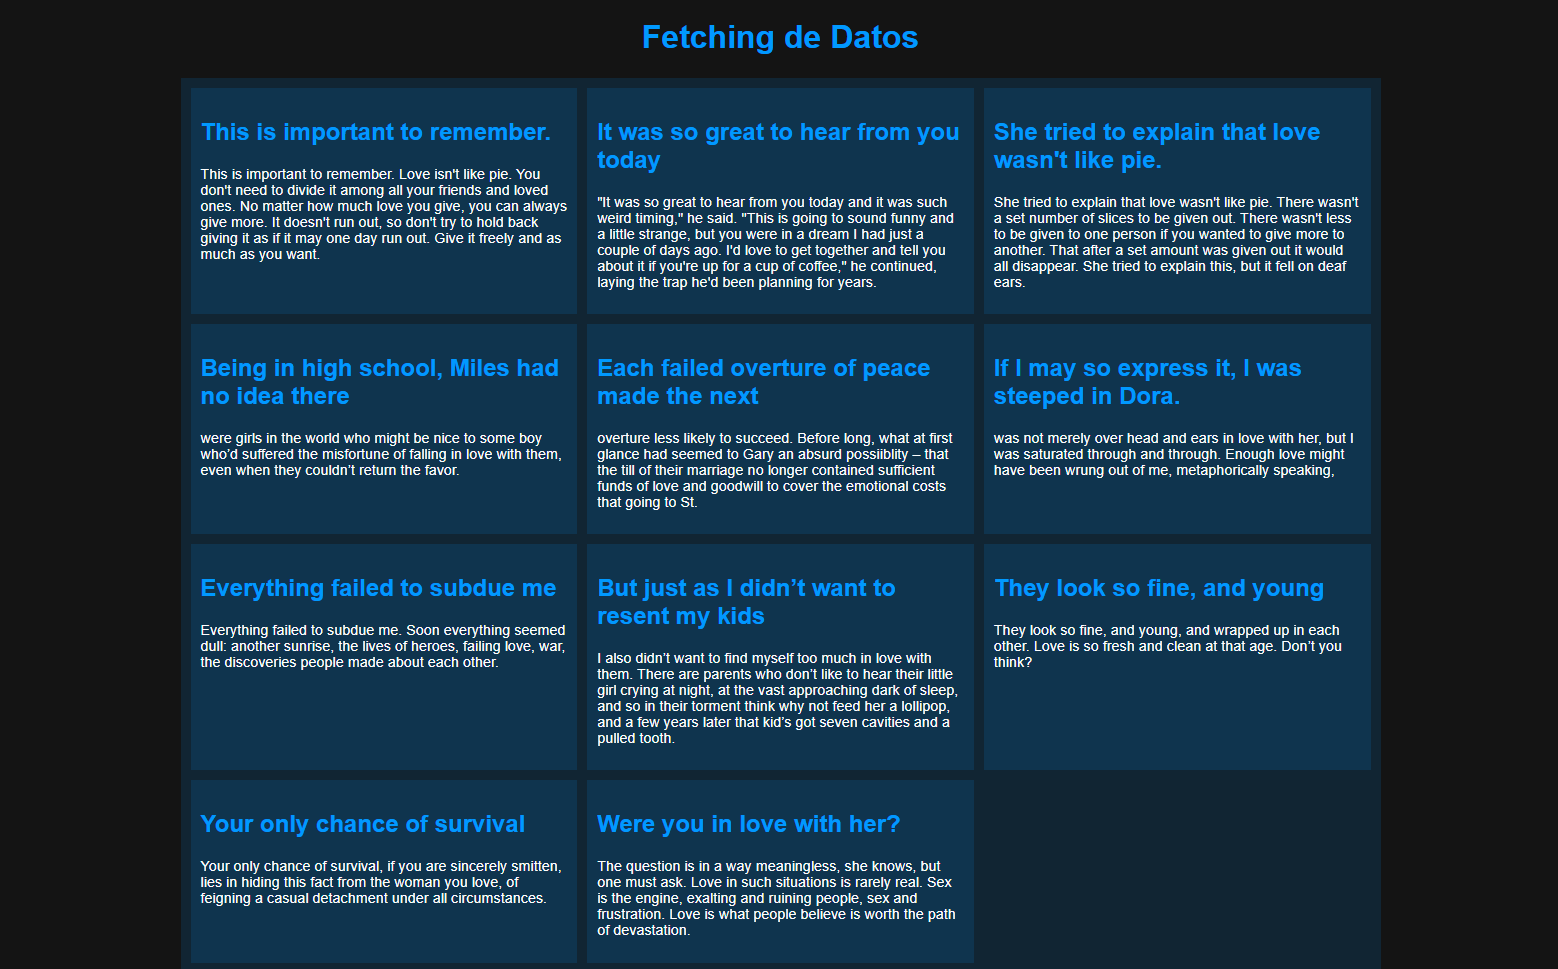 Fetching de Datos
This is important to remember.
This is important to remember. Love isn't like pie. You
don't need to divide it among all your friends and loved
ones. No matter how much love you give, you can always
give more. It doesn't run out, so don't try to hold back
giving it as if it may one day run out. Give it freely and as
much as you want.
It was so great to hear from you
today
"It was so great to hear from you today and it was such
weird timing," he said. "This is going to sound funny and
a little strange, but you were in a dream I had just a
couple of days ago. I'd love to get together and tell you
about it if you're up for a cup of coffee," he continued,
laying the trap he'd been planning for years.
She tried to explain that love
wasn't like pie.
She tried to explain that love wasn't like pie. There wasn't
a set number of slices to be given out. There wasn't less
to be given to one person if you wanted to give more to
another. That after a set amount was given out it would
all disappear. She tried to explain this, but it fell on deaf
ears.
Being in high school, Miles had
no idea there
were girls in the world who might be nice to some boy
who’d suffered the misfortune of falling in love with them,
even when they couldn’t return the favor.
Each failed overture of peace
made the next
overture less likely to succeed. Before long, what at first
glance had seemed to Gary an absurd possiiblity – that
the till of their marriage no longer contained sufficient
funds of love and goodwill to cover the emotional costs
that going to St.
If I may so express it, I was
steeped in Dora.
was not merely over head and ears in love with her, but I
was saturated through and through. Enough love might
have been wrung out of me, metaphorically speaking,
Everything failed to subdue me
Everything failed to subdue me. Soon everything seemed
dull: another sunrise, the lives of heroes, failing love, war,
the discoveries people made about each other.
But just as I didn’t want to
resent my kids
I also didn’t want to find myself too much in love with
them. There are parents who don’t like to hear their little
girl crying at night, at the vast approaching dark of sleep,
and so in their torment think why not feed her a lollipop,
and a few years later that kid’s got seven cavities and a
pulled tooth.
They look so fine, and young
They look so fine, and young, and wrapped up in each
other. Love is so fresh and clean at that age. Don’t you
think?
Your only chance of survival
Your only chance of survival, if you are sincerely smitten,
lies in hiding this fact from the woman you love, of
feigning a casual detachment under all circumstances.
Were you in love with her?
The question is in a way meaningless, she knows, but
one must ask. Love in such situations is rarely real. Sex
is the engine, exalting and ruining people, sex and
frustration. Love is what people believe is worth the path
of devastation.